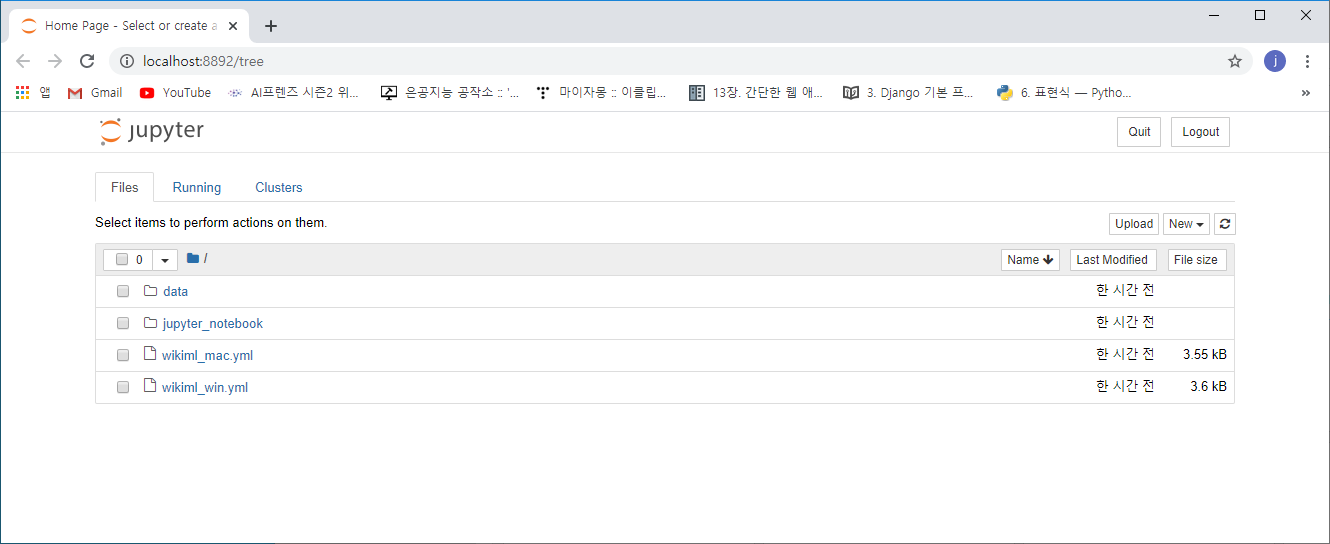 Home Page - Select or create a
localhost:8892/tree
j
앱 Gmail YouTube AI프렌즈 시즌2 위... 은공지능 공작소 :: '... 마이자몽 :: 이클립... 13장. 간단한 웹 애... 3. Django 기본 프... 6. 표현식 — Pytho... »
jupyter Quit Logout
Files Running Clusters
Select items to perform actions on them. Upload New
0 / Name Last Modified File size
data 한 시간 전
jupyter_notebook 한 시간 전
wikiml_mac.yml 한 시간 전 3.55 kB
wikiml_win.yml 한 시간 전 3.6 kB